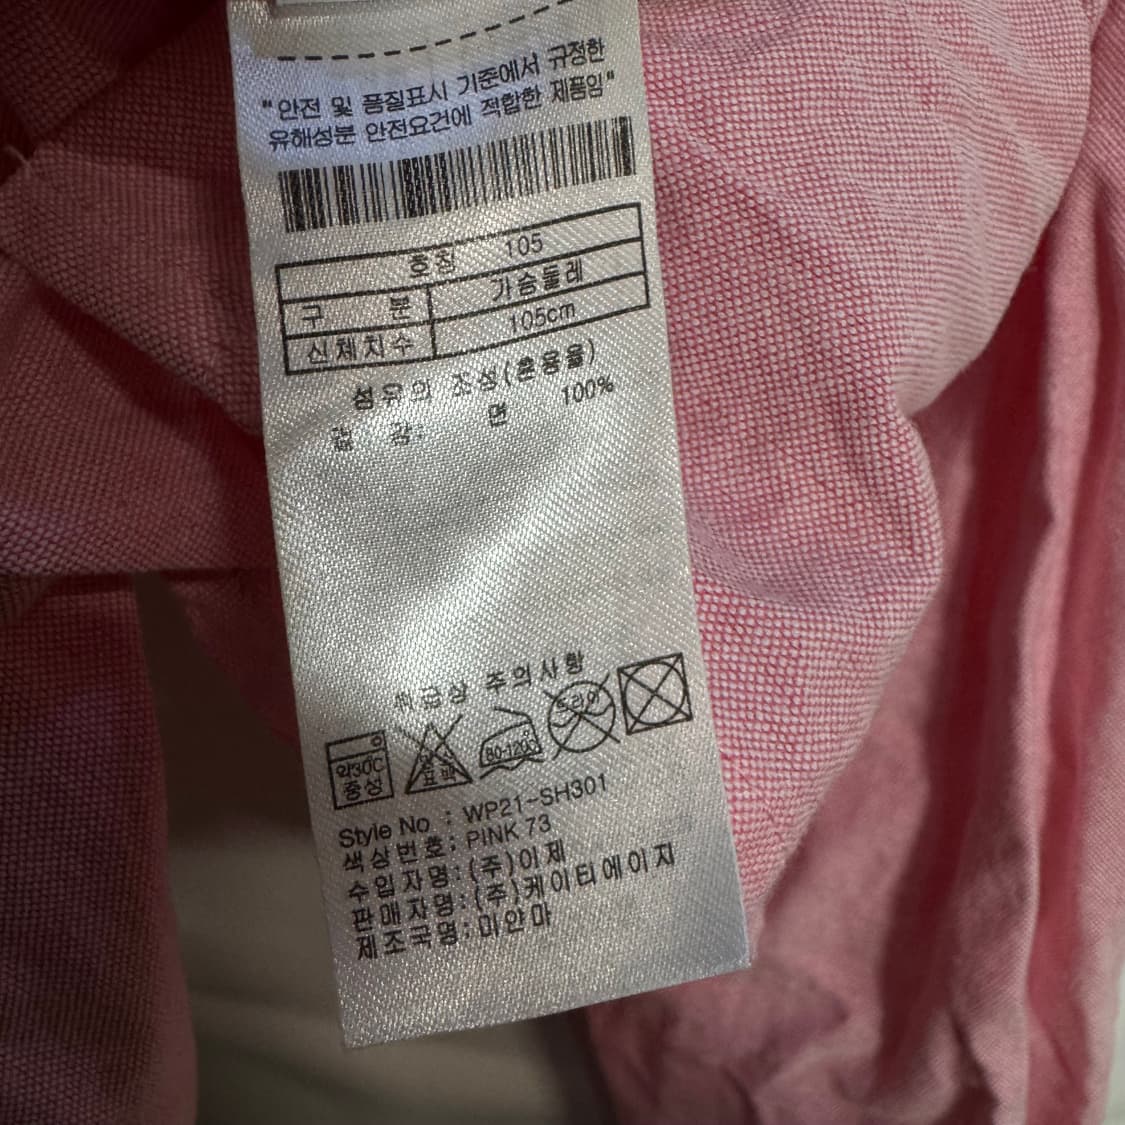 "안전 및 품질표시 기준에서 규정한
유해성분 안전요건에 적합한 제품임"
호칭 105
구 분 가슴둘레
신체치수 105cm
섬유의 조성(혼용율)
겉 감: 면 100%
취급상 주의사항
약30℃
중성
표백
80-120℃
드라이
Style No : WP21-SH301
색상번호: PINK 73
수입자명:(주)이제
판매자명:(주)케이티에이지
제조국명:미얀마